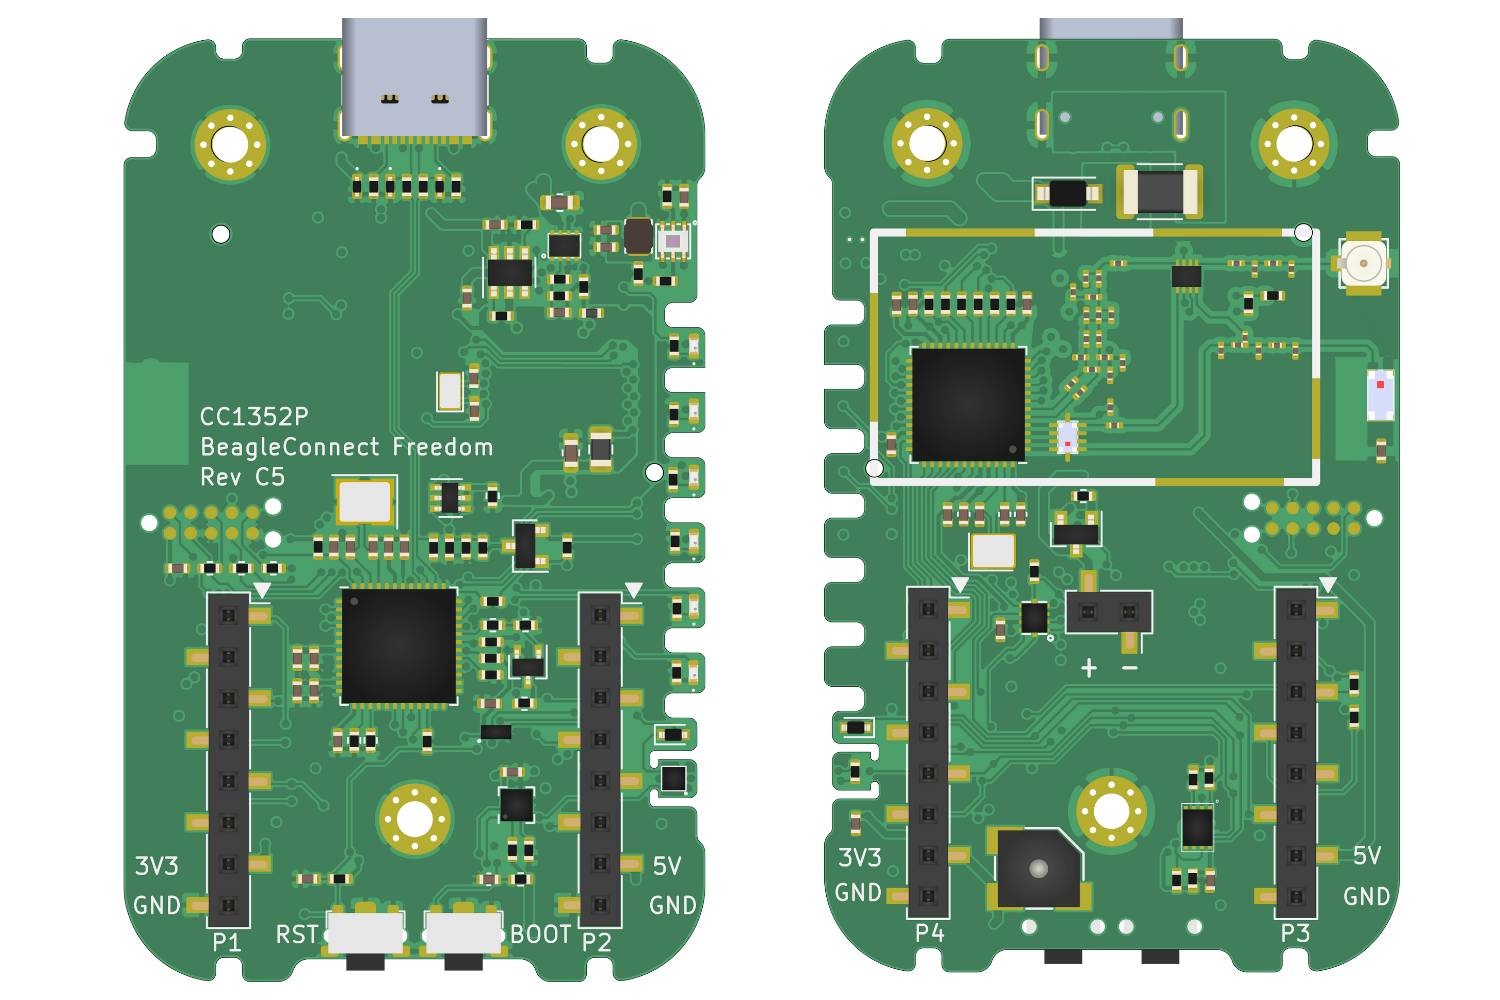 CC1352P
BeagleConnect Freedom
Rev C5
3V3
5V
GND
GND
RST
BOOT
P1
P2
+ −
3V3
5V
GND
GND
P4
P3